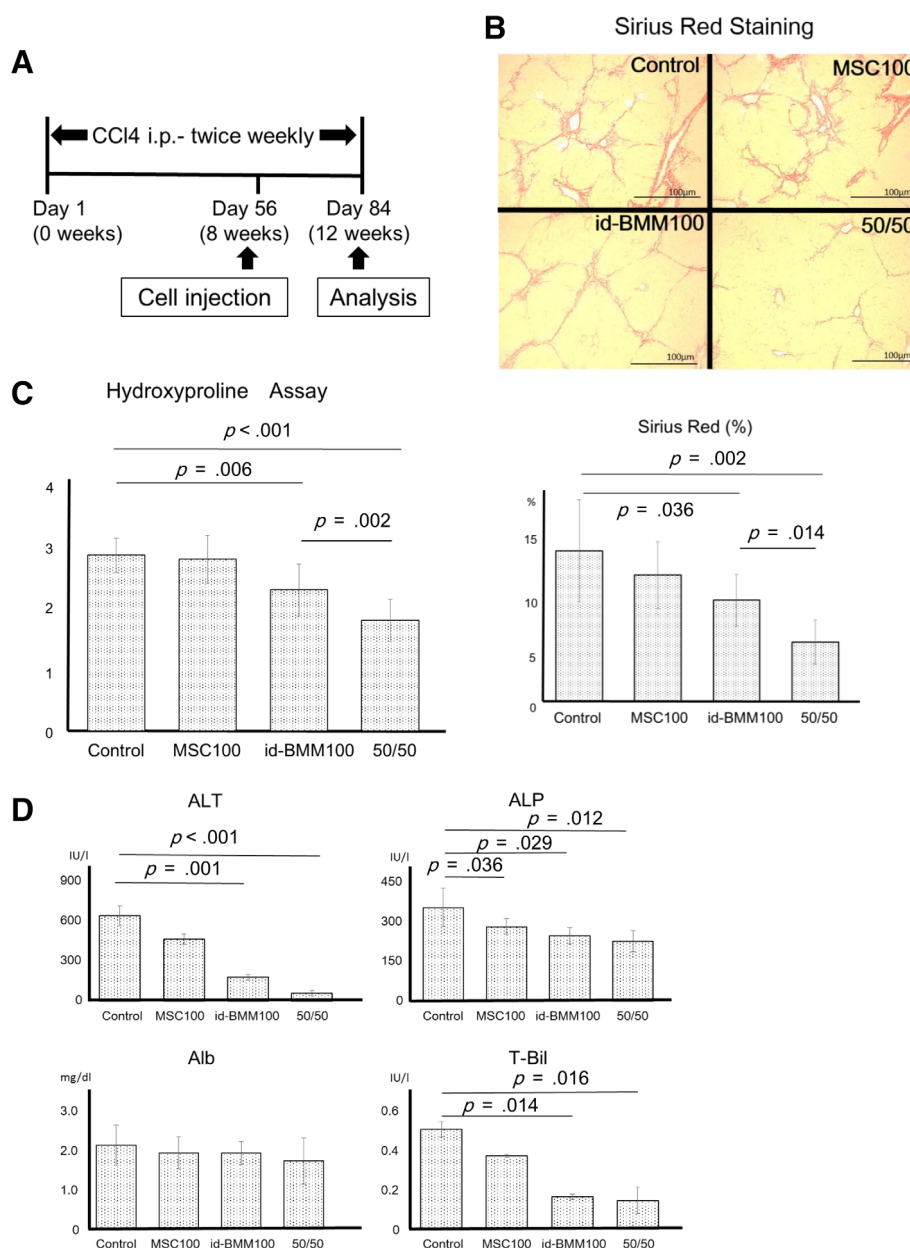 A
CCl4 i.p.- twice weekly
Day 1
(0 weeks)
Day 56
(8 weeks)
Day 84
(12 weeks)
Cell injection
Analysis
B
Sirius Red Staining
Control
MSC100
100μm
100μm
id-BMM100
50/50
100μm
100μm
C
Hydroxyproline Assay
p < .001
p = .006
p = .002
4
3
2
1
0
Control MSC100 id-BMM100 50/50
Sirius Red (%)
p = .002
p = .036
p = .014
%
15
10
5
0
Control MSC100 id-BMM100 50/50
D
ALT
p < .001
p = .001
IU/l
900
600
300
0
Control MSC100 id-BMM100 50/50
ALP
p = .012
p = .029
p = .036
IU/l
450
300
150
0
Control MSC100 id-BMM100 50/50
Alb
mg/dl
3.0
2.0
1.0
0
Control MSC100 id-BMM100 50/50
T-Bil
IU/l
p = .016
p = .014
0.6
0.4
0.2
0
Control MSC100 id-BMM100 50/50